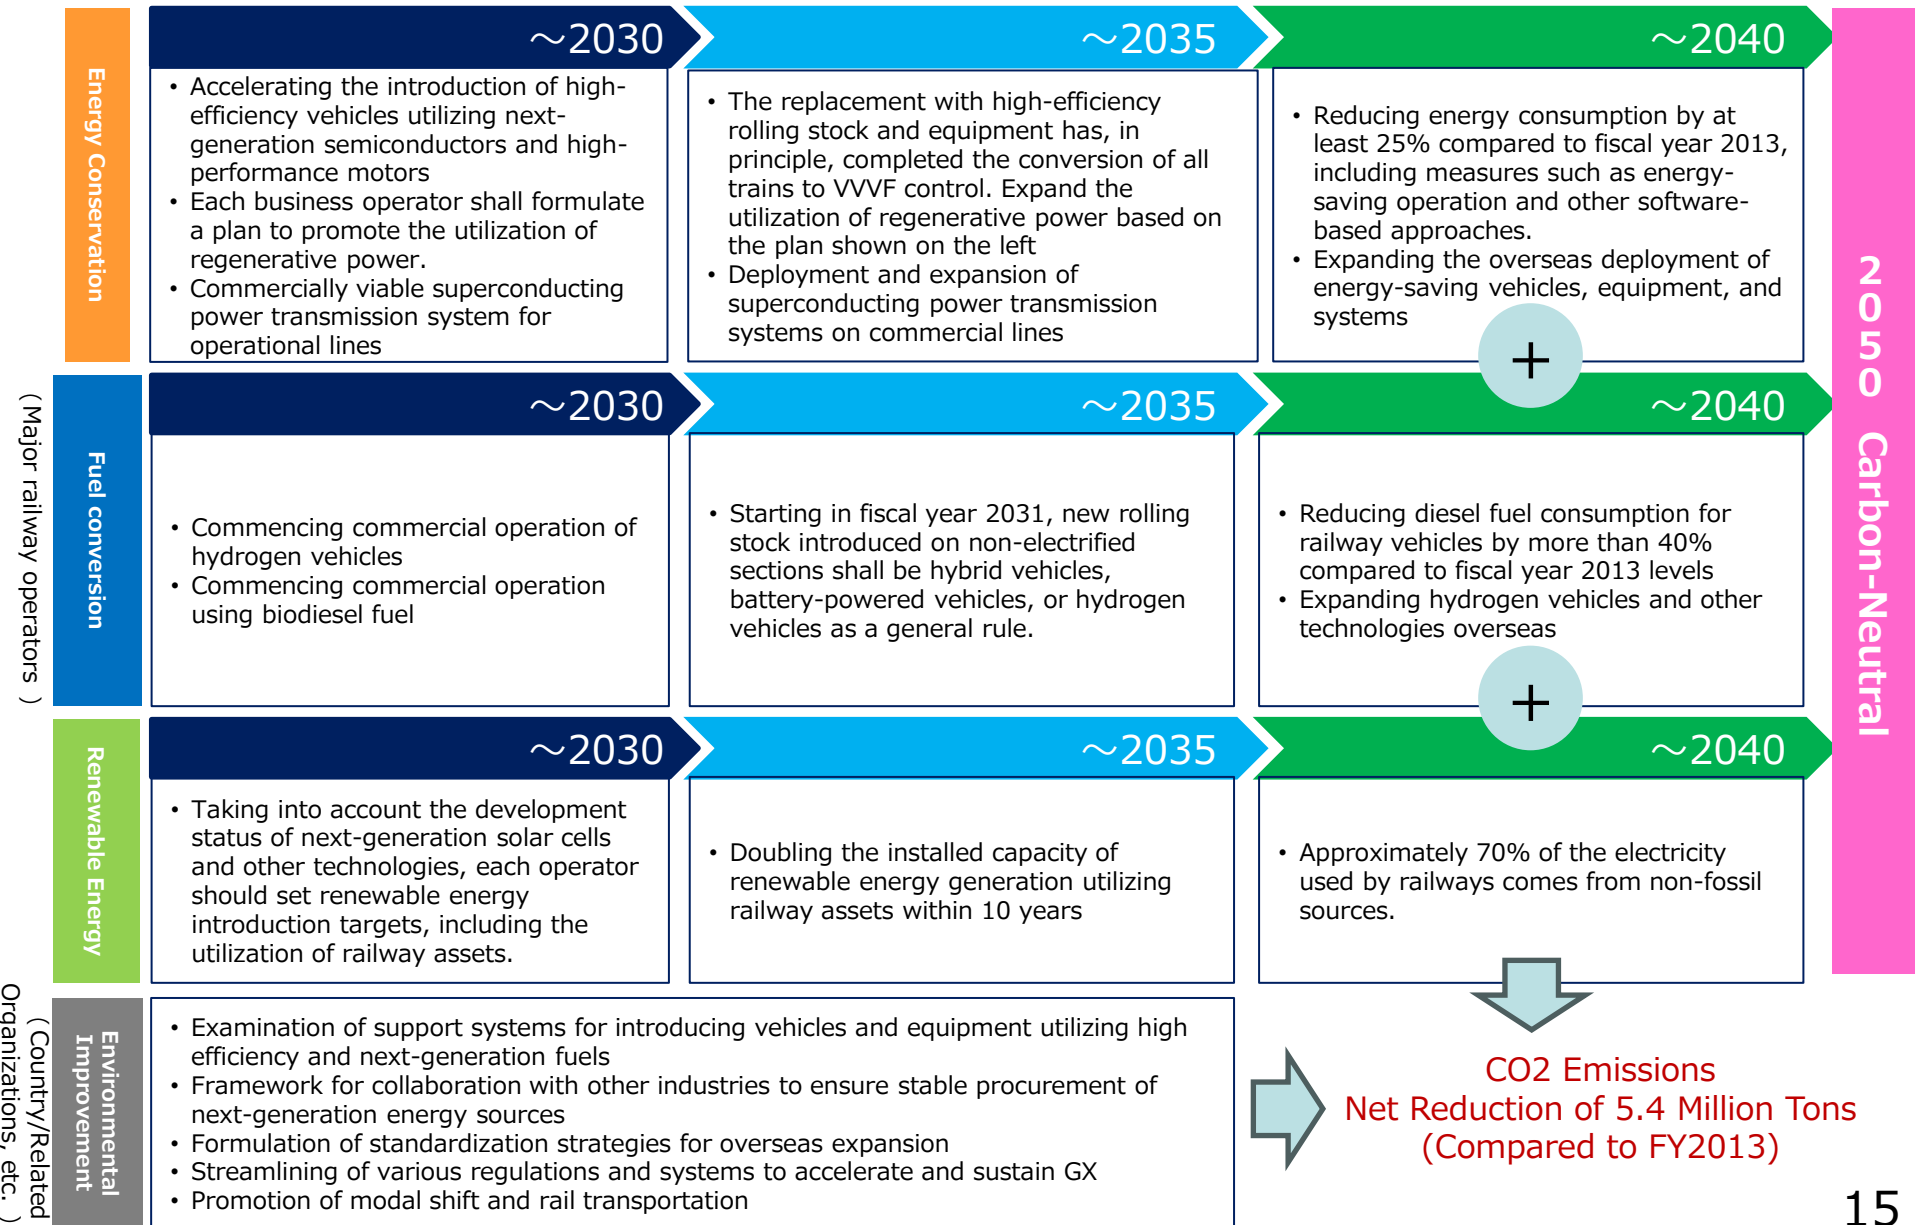 Energy Conservation
～2030
• Accelerating the introduction of high-
efficiency vehicles utilizing next-
generation semiconductors and high-
performance motors
• Each business operator shall formulate
a plan to promote the utilization of
regenerative power.
• Commercially viable superconducting
power transmission system for
operational lines
～2035
• The replacement with high-efficiency
rolling stock and equipment has, in
principle, completed the conversion of all
trains to VVVF control. Expand the
utilization of regenerative power based on
the plan shown on the left
• Deployment and expansion of
superconducting power transmission
systems on commercial lines
～2040
• Reducing energy consumption by at
least 25% compared to fiscal year 2013,
including measures such as energy-
saving operation and other software-
based approaches.
• Expanding the overseas deployment of
energy-saving vehicles, equipment, and
systems
+
(Major railway operators )
Fuel conversion
～2030
• Commencing commercial operation of
hydrogen vehicles
• Commencing commercial operation
using biodiesel fuel
～2035
• Starting in fiscal year 2031, new rolling
stock introduced on non-electrified
sections shall be hybrid vehicles,
battery-powered vehicles, or hydrogen
vehicles as a general rule.
～2040
• Reducing diesel fuel consumption for
railway vehicles by more than 40%
compared to fiscal year 2013 levels
• Expanding hydrogen vehicles and other
technologies overseas
+
Renewable Energy
～2030
• Taking into account the development
status of next-generation solar cells
and other technologies, each operator
should set renewable energy
introduction targets, including the
utilization of railway assets.
～2035
• Doubling the installed capacity of
renewable energy generation utilizing
railway assets within 10 years
～2040
• Approximately 70% of the electricity
used by railways comes from non-fossil
sources.
2050 Carbon-Neutral
Environmental
Improvement
(Country/Related
Organizations, etc. )
• Examination of support systems for introducing vehicles and equipment utilizing high
efficiency and next-generation fuels
• Framework for collaboration with other industries to ensure stable procurement of
next-generation energy sources
• Formulation of standardization strategies for overseas expansion
• Streamlining of various regulations and systems to accelerate and sustain GX
• Promotion of modal shift and rail transportation
CO2 Emissions
Net Reduction of 5.4 Million Tons
(Compared to FY2013)
15